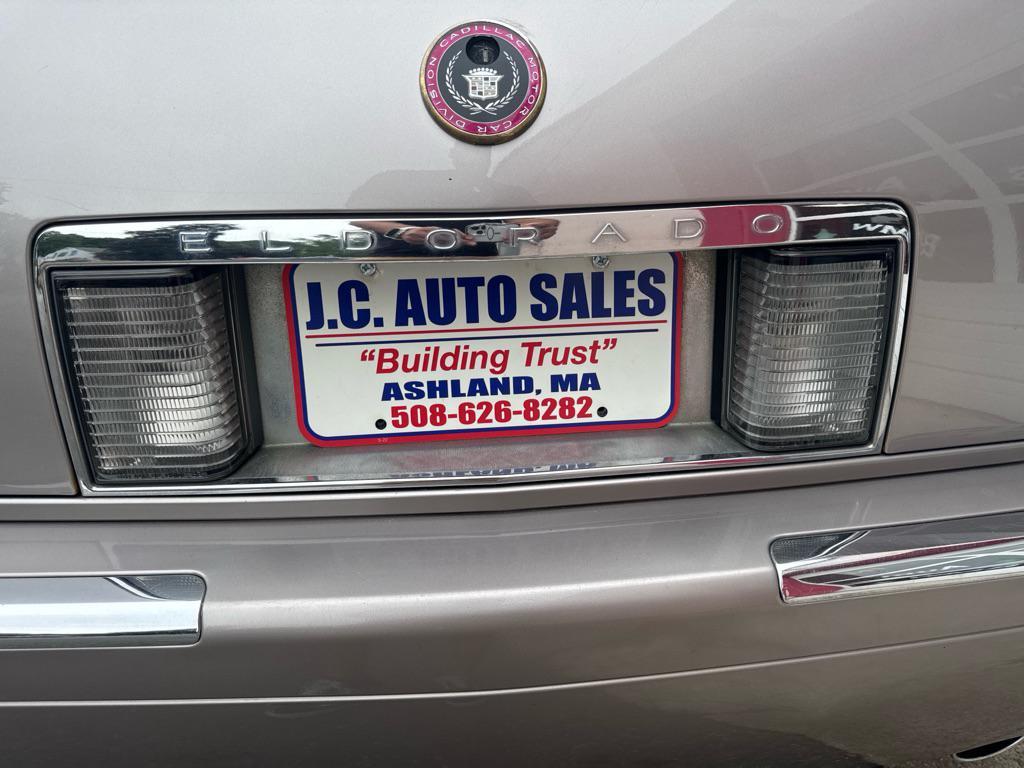 CADILLAC MOTOR CAR DIVISION
ELDORADO
J.C. AUTO SALES
“Building Trust”
ASHLAND, MA
508-626-8282